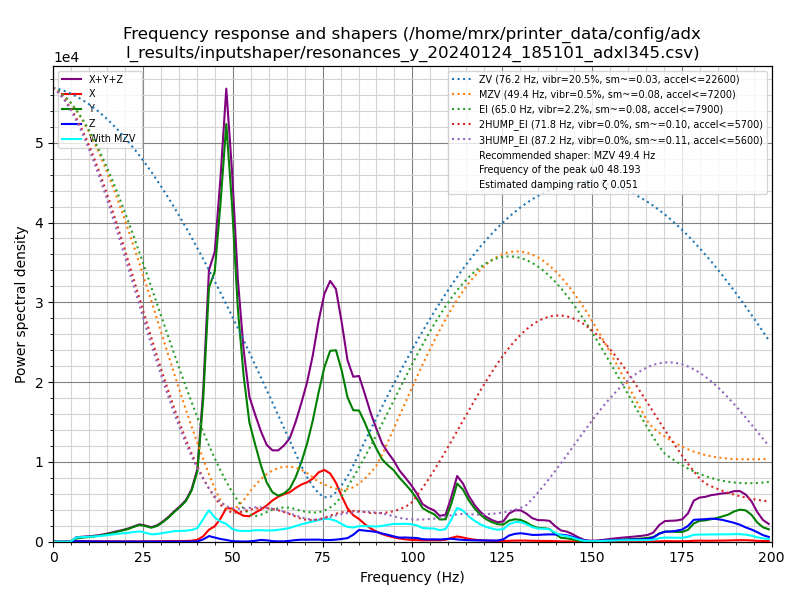 Frequency response and shapers (/home/mrx/printer_data/config/adx
l_results/inputshaper/resonances_y_20240124_185101_adxl345.csv)
1e4
X+Y+Z
X
Y
Z
With MZV
ZV (76.2 Hz, vibr=20.5%, sm~=0.03, accel<=22600)
MZV (49.4 Hz, vibr=0.5%, sm~=0.08, accel<=7200)
EI (65.0 Hz, vibr=2.2%, sm~=0.08, accel<=7900)
2HUMP_EI (71.8 Hz, vibr=0.0%, sm~=0.10, accel<=5700)
3HUMP_EI (87.2 Hz, vibr=0.0%, sm~=0.11, accel<=5600)
Recommended shaper: MZV 49.4 Hz
Frequency of the peak ω0 48.193
Estimated damping ratio ζ 0.051
Power spectral density
5
4
3
2
1
0
0 25 50 75 100 125 150 175 200
Frequency (Hz)